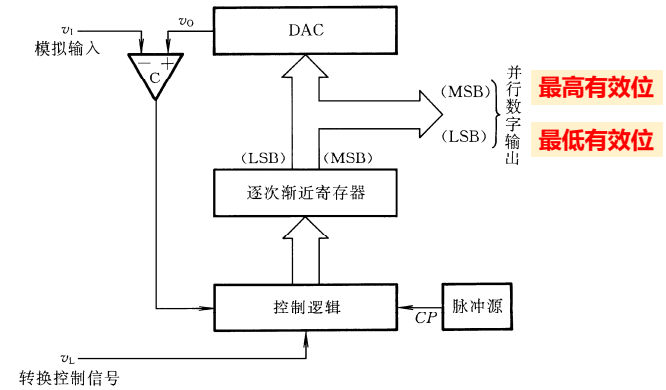 vI
模拟输入
vO
DAC
− +
C
(MSB)
(LSB)
并行数字输出
最高有效位
最低有效位
(LSB)
(MSB)
逐次渐近寄存器
控制逻辑
CP
脉冲源
vL
转换控制信号